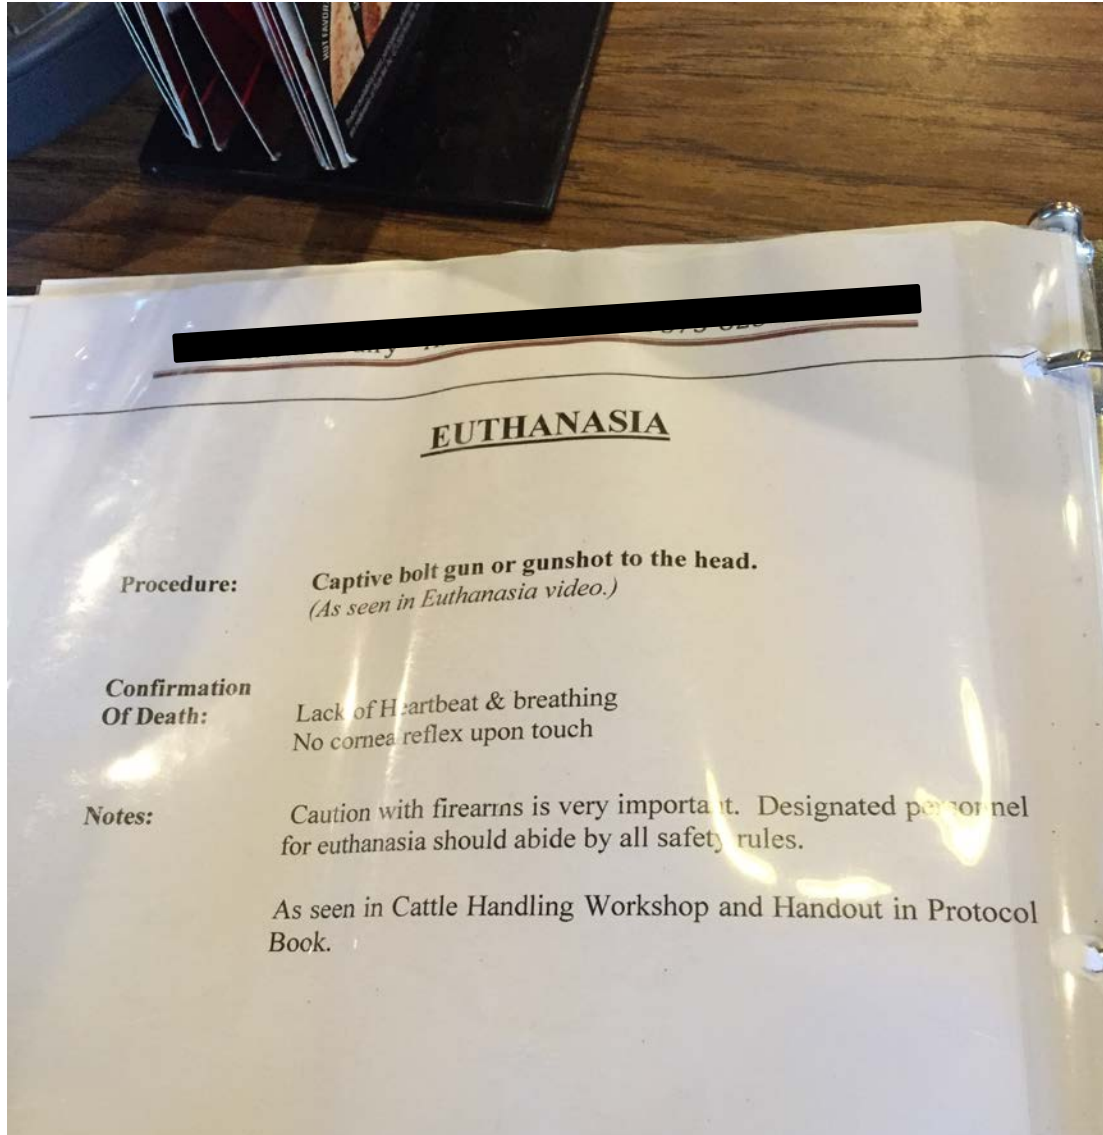 HOT FAVOR
EUTHANASIA
Procedure:
Captive bolt gun or gunshot to the head.
(As seen in Euthanasia video.)
Confirmation
Of Death:
Lack of Heartbeat & breathing
No cornea reflex upon touch
Notes:
Caution with firearms is very important. Designated personnel
for euthanasia should abide by all safety rules.
As seen in Cattle Handling Workshop and Handout in Protocol
Book.